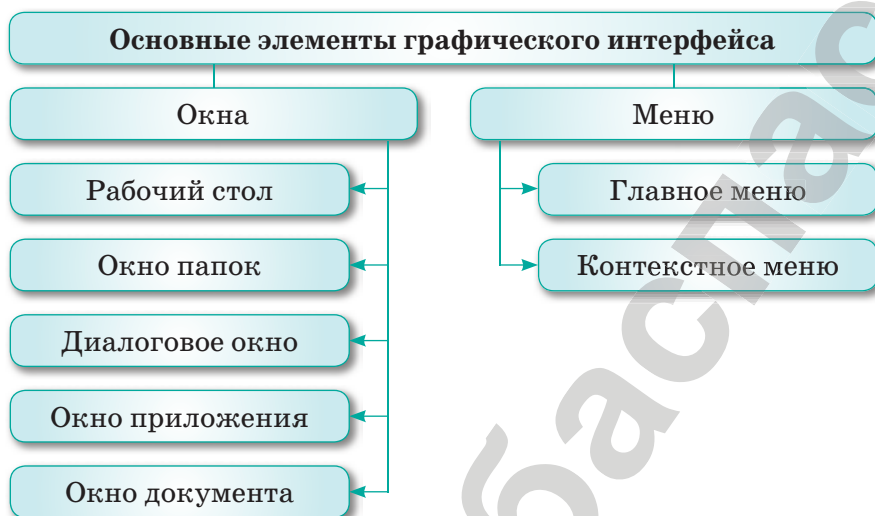 Основные элементы графического интерфейса
Окна
Рабочий стол
Окно папок
Диалоговое окно
Окно приложения
Окно документа
Меню
Главное меню
Контекстное меню